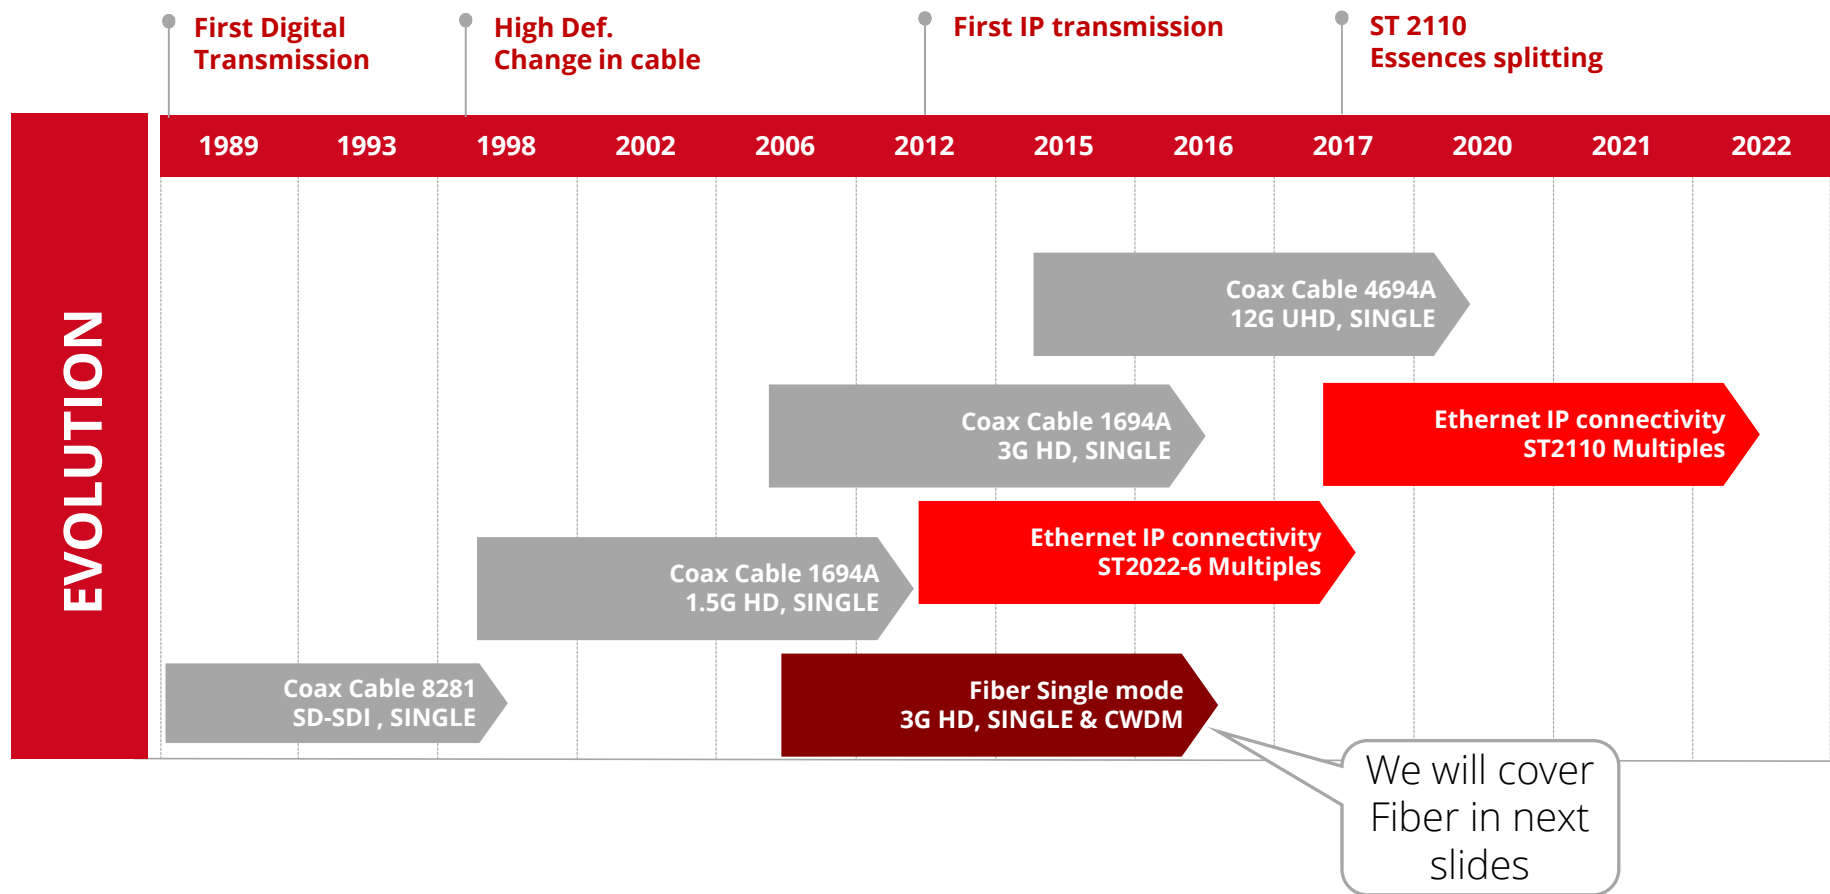 First Digital
Transmission
High Def.
Change in cable
First IP transmission
ST 2110
Essences splitting
1989 1993 1998 2002 2006 2012 2015 2016 2017 2020 2021 2022
EVOLUTION
Coax Cable 4694A
12G UHD, SINGLE
Coax Cable 1694A
3G HD, SINGLE
Ethernet IP connectivity
ST2110 Multiples
Ethernet IP connectivity
ST2022-6 Multiples
Coax Cable 1694A
1.5G HD, SINGLE
Coax Cable 8281
SD-SDI , SINGLE
Fiber Single mode
3G HD, SINGLE & CWDM
We will cover
Fiber in next
slides